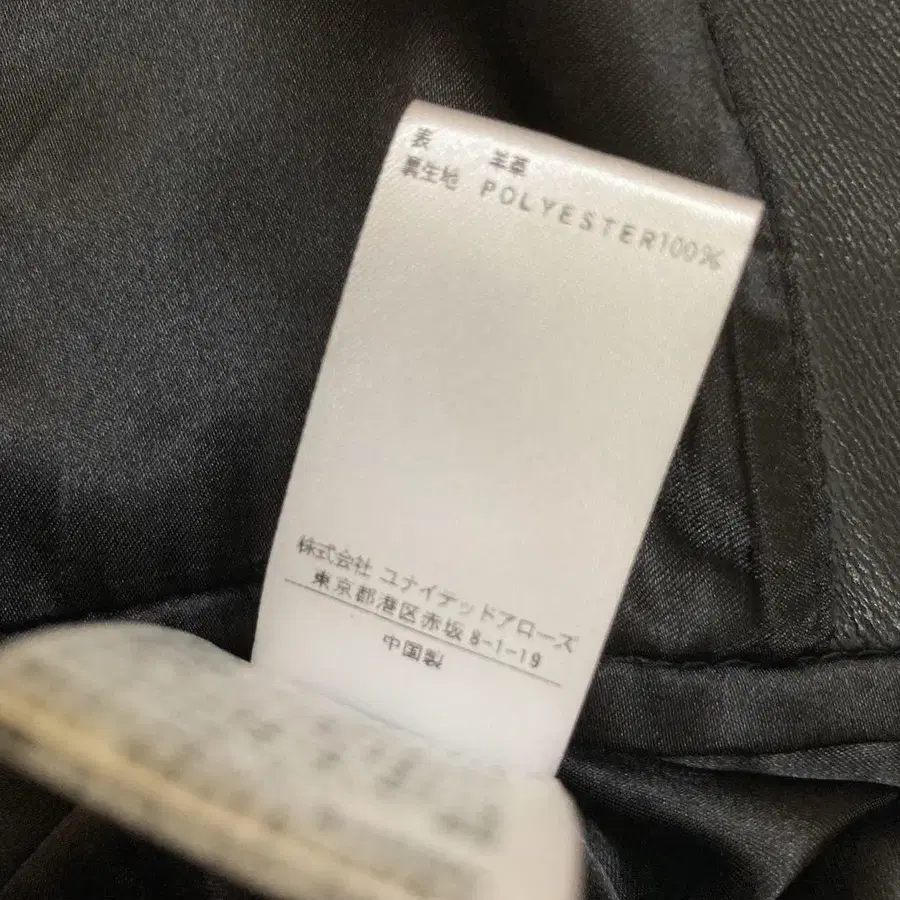 表 羊革
裏生地 POLYESTER100%
株式会社 ユナイテッドアローズ
東京都港区赤坂8-1-19
中国製